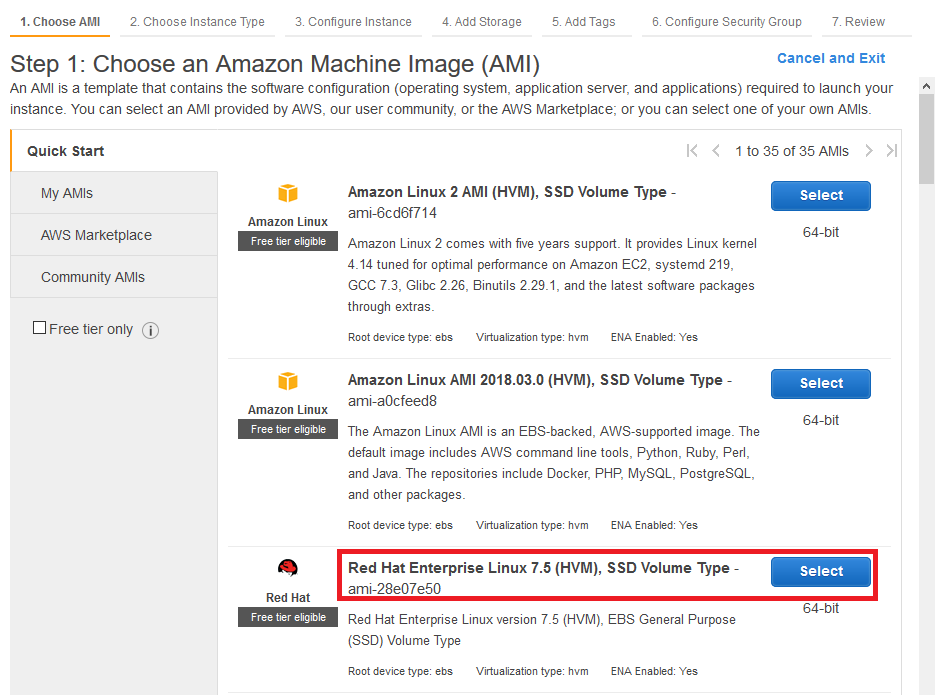 1. Choose AMI 2. Choose Instance Type 3. Configure Instance 4. Add Storage 5. Add Tags 6. Configure Security Group 7. Review
Step 1: Choose an Amazon Machine Image (AMI)
Cancel and Exit
An AMI is a template that contains the software configuration (operating system, application server, and applications) required to launch your
instance. You can select an AMI provided by AWS, our user community, or the AWS Marketplace; or you can select one of your own AMIs.
Quick Start
1 to 35 of 35 AMIs
My AMIs
AWS Marketplace
Community AMIs
Free tier only
Amazon Linux
Free tier eligible
Amazon Linux 2 AMI (HVM), SSD Volume Type -
ami-6cd6f714
Select
64-bit
Amazon Linux 2 comes with five years support. It provides Linux kernel
4.14 tuned for optimal performance on Amazon EC2, systemd 219,
GCC 7.3, Glibc 2.26, Binutils 2.29.1, and the latest software packages
through extras.
Root device type: ebs Virtualization type: hvm ENA Enabled: Yes
Amazon Linux
Free tier eligible
Amazon Linux AMI 2018.03.0 (HVM), SSD Volume Type -
ami-a0cfeed8
Select
64-bit
The Amazon Linux AMI is an EBS-backed, AWS-supported image. The
default image includes AWS command line tools, Python, Ruby, Perl,
and Java. The repositories include Docker, PHP, MySQL, PostgreSQL,
and other packages.
Root device type: ebs Virtualization type: hvm ENA Enabled: Yes
Red Hat
Free tier eligible
Red Hat Enterprise Linux 7.5 (HVM), SSD Volume Type -
ami-28e07e50
Select
64-bit
Red Hat Enterprise Linux version 7.5 (HVM), EBS General Purpose
(SSD) Volume Type
Root device type: ebs Virtualization type: hvm ENA Enabled: Yes